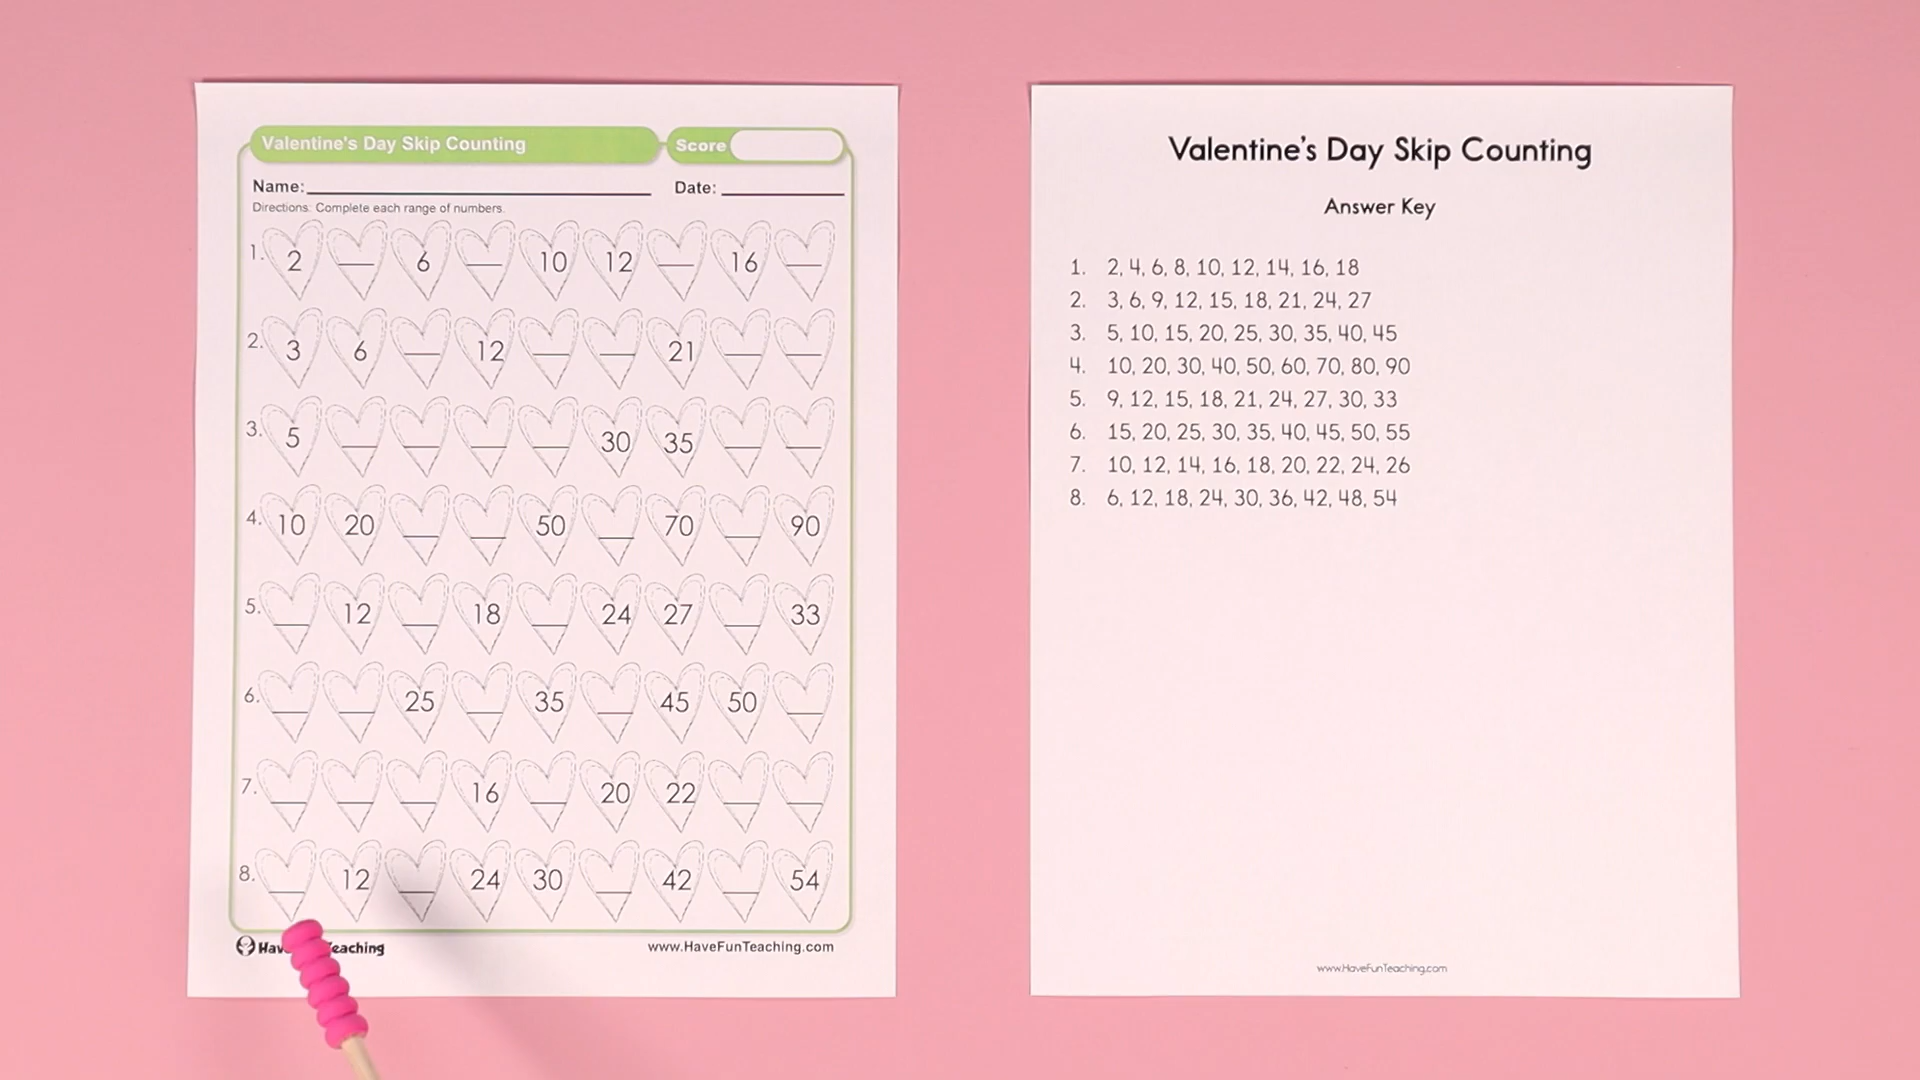 Valentine's Day Skip Counting
Score
Name:
Date:
Directions: Complete each range of numbers.
1. 2 6 10 12 16
2. 3 6 12 21
3. 5 30 35
4. 10 20 50 70 90
5. 12 18 24 27 33
6. 25 35 45 50
7. 16 20 22
8. 12 24 30 42 54
www.HaveFunTeaching.com
Valentine's Day Skip Counting
Answer Key
1. 2, 4, 6, 8, 10, 12, 14, 16, 18
2. 3, 6, 9, 12, 15, 18, 21, 24, 27
3. 5, 10, 15, 20, 25, 30, 35, 40, 45
4. 10, 20, 30, 40, 50, 60, 70, 80, 90
5. 9, 12, 15, 18, 21, 24, 27, 30, 33
6. 15, 20, 25, 30, 35, 40, 45, 50, 55
7. 10, 12, 14, 16, 18, 20, 22, 24, 26
8. 6, 12, 18, 24, 30, 36, 42, 48, 54
www.HaveFunTeaching.com